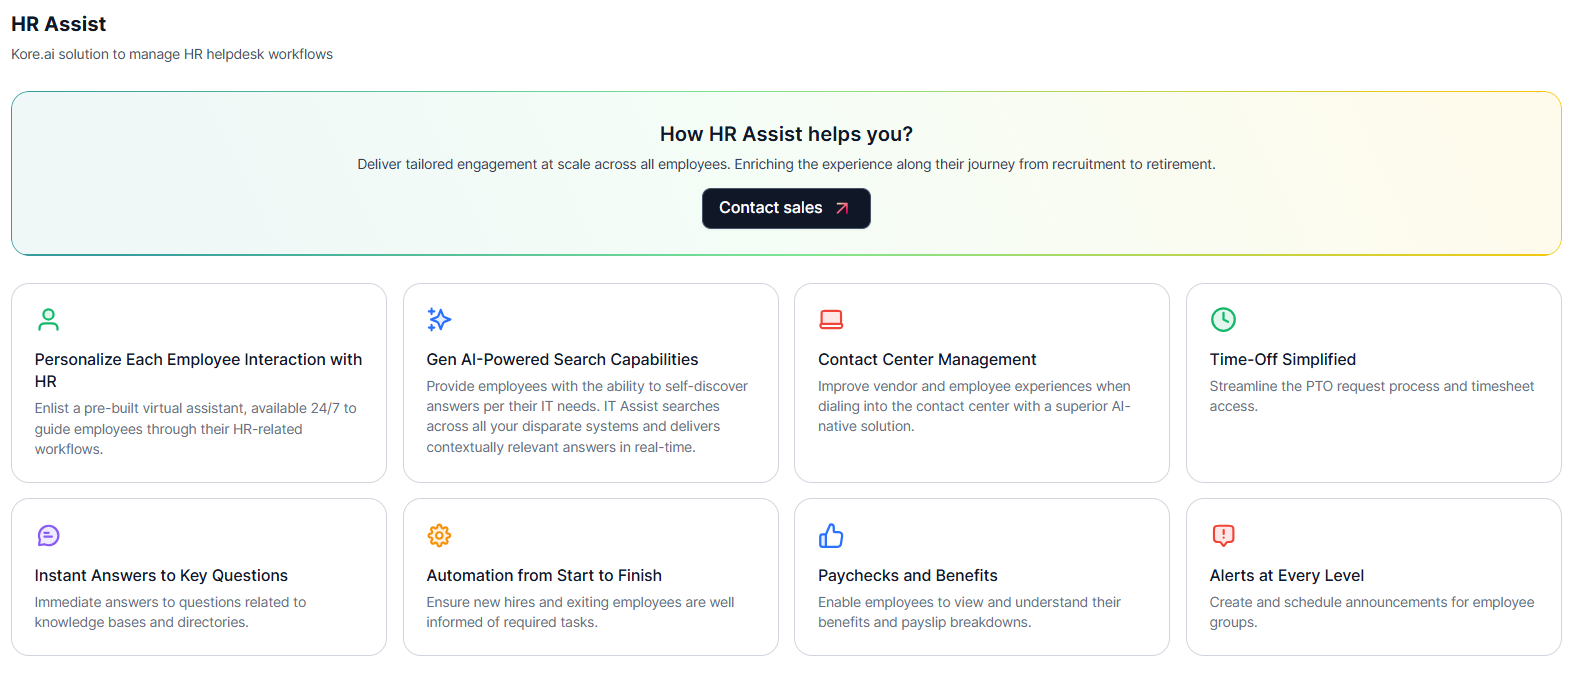 HR Assist
Kore.ai solution to manage HR helpdesk workflows
How HR Assist helps you?
Deliver tailored engagement at scale across all employees. Enriching the experience along their journey from recruitment to retirement.
Contact sales
Personalize Each Employee Interaction with
HR
Enlist a pre-built virtual assistant, available 24/7 to
guide employees through their HR-related
workflows.
Gen AI-Powered Search Capabilities
Provide employees with the ability to self-discover
answers per their IT needs. IT Assist searches
across all your disparate systems and delivers
contextually relevant answers in real-time.
Contact Center Management
Improve vendor and employee experiences when
dialing into the contact center with a superior AI-
native solution.
Time-Off Simplified
Streamline the PTO request process and timesheet
access.
Instant Answers to Key Questions
Immediate answers to questions related to
knowledge bases and directories.
Automation from Start to Finish
Ensure new hires and exiting employees are well
informed of required tasks.
Paychecks and Benefits
Enable employees to view and understand their
benefits and payslip breakdowns.
Alerts at Every Level
Create and schedule announcements for employee
groups.